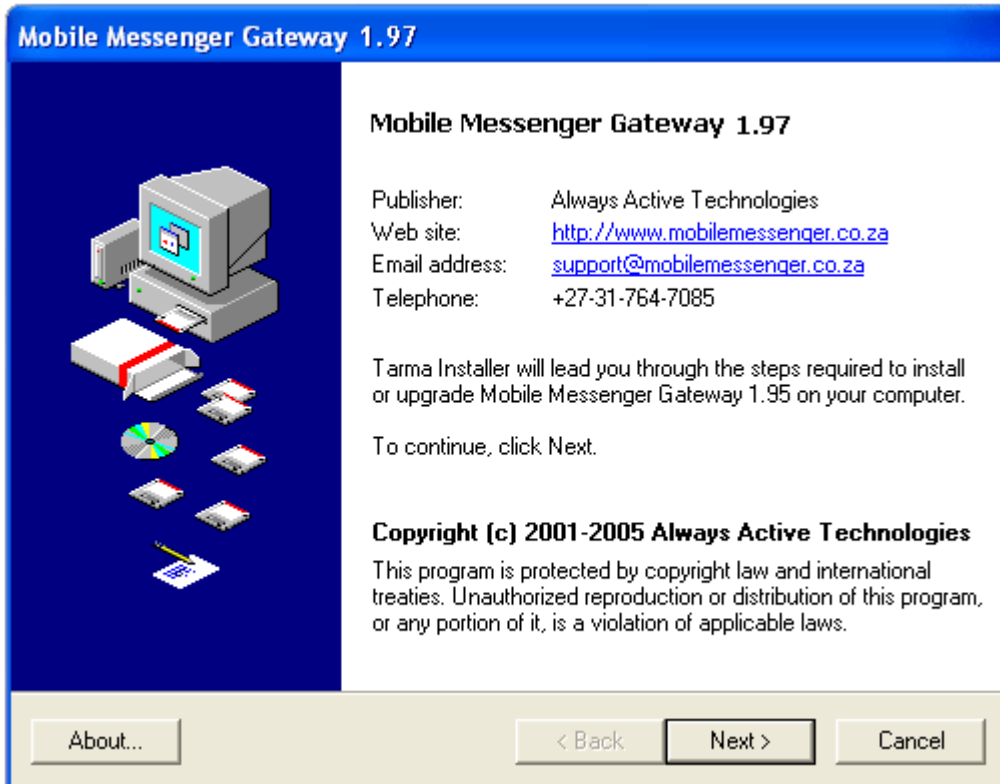 Mobile Messenger Gateway 1.97
Mobile Messenger Gateway 1.97
Publisher: Always Active Technologies
Web site: http://www.mobilemessenger.co.za
Email address: support@mobilemessenger.co.za
Telephone: +27-31-764-7085
Tarma Installer will lead you through the steps required to install
or upgrade Mobile Messenger Gateway 1.95 on your computer.
To continue, click Next.
Copyright (c) 2001-2005 Always Active Technologies
This program is protected by copyright law and international
treaties. Unauthorized reproduction or distribution of this program,
or any portion of it, is a violation of applicable laws.
About... < Back Next > Cancel